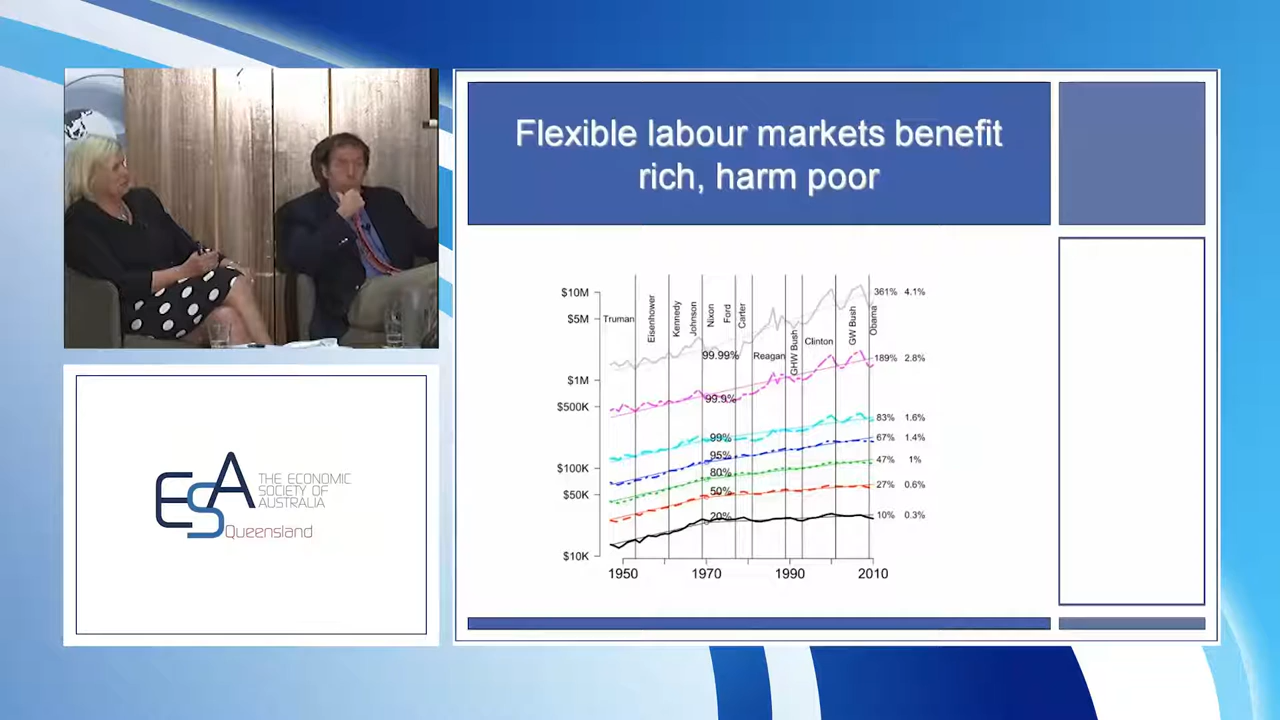 Flexible labour markets benefit
rich, harm poor
ESA
THE ECONOMIC
SOCIETY OF
AUSTRALIA
Queensland
$10M
$5M
$1M
$500K
$100K
$50K
$10K
Truman
Eisenhower
Kennedy
Johnson
Nixon
Ford
Carter
Reagan
GHW Bush
Clinton
GW Bush
Obama
99.99%
99.9%
99%
95%
80%
50%
20%
361% 4.1%
189% 2.8%
83% 1.6%
67% 1.4%
47% 1%
27% 0.6%
10% 0.3%
1950 1970 1990 2010